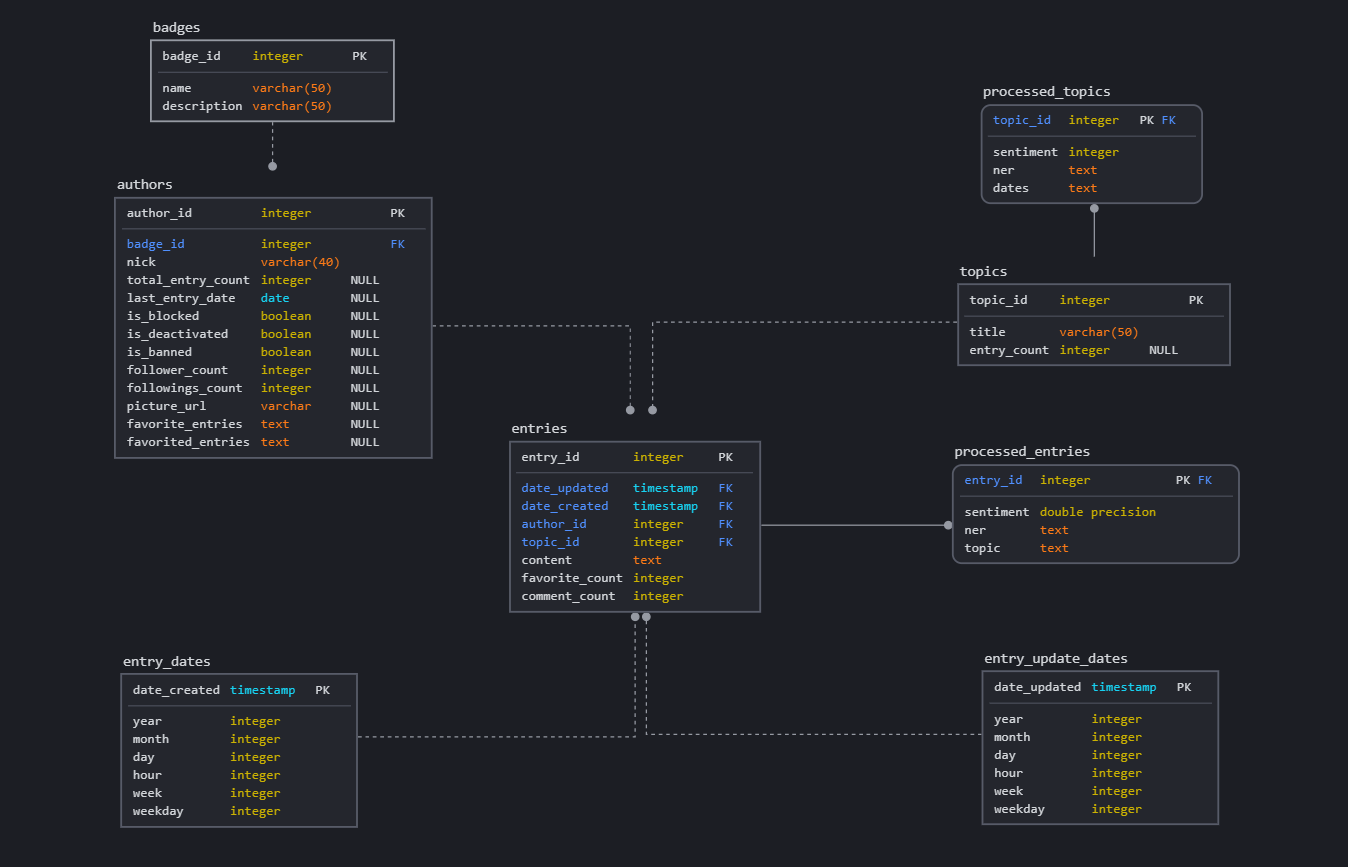 badges
badge_id integer PK
name varchar(50)
description varchar(50)
authors
author_id integer PK
badge_id integer FK
nick varchar(40)
total_entry_count integer NULL
last_entry_date date NULL
is_blocked boolean NULL
is_deactivated boolean NULL
is_banned boolean NULL
follower_count integer NULL
followings_count integer NULL
picture_url varchar NULL
favorite_entries text NULL
favorited_entries text NULL
processed_topics
topic_id integer PK FK
sentiment integer
ner text
dates text
topics
topic_id integer PK
title varchar(50)
entry_count integer NULL
entries
entry_id integer PK
date_updated timestamp FK
date_created timestamp FK
author_id integer FK
topic_id integer FK
content text
favorite_count integer
comment_count integer
processed_entries
entry_id integer PK FK
sentiment double precision
ner text
topic text
entry_dates
date_created timestamp PK
year integer
month integer
day integer
hour integer
week integer
weekday integer
entry_update_dates
date_updated timestamp PK
year integer
month integer
day integer
hour integer
week integer
weekday integer